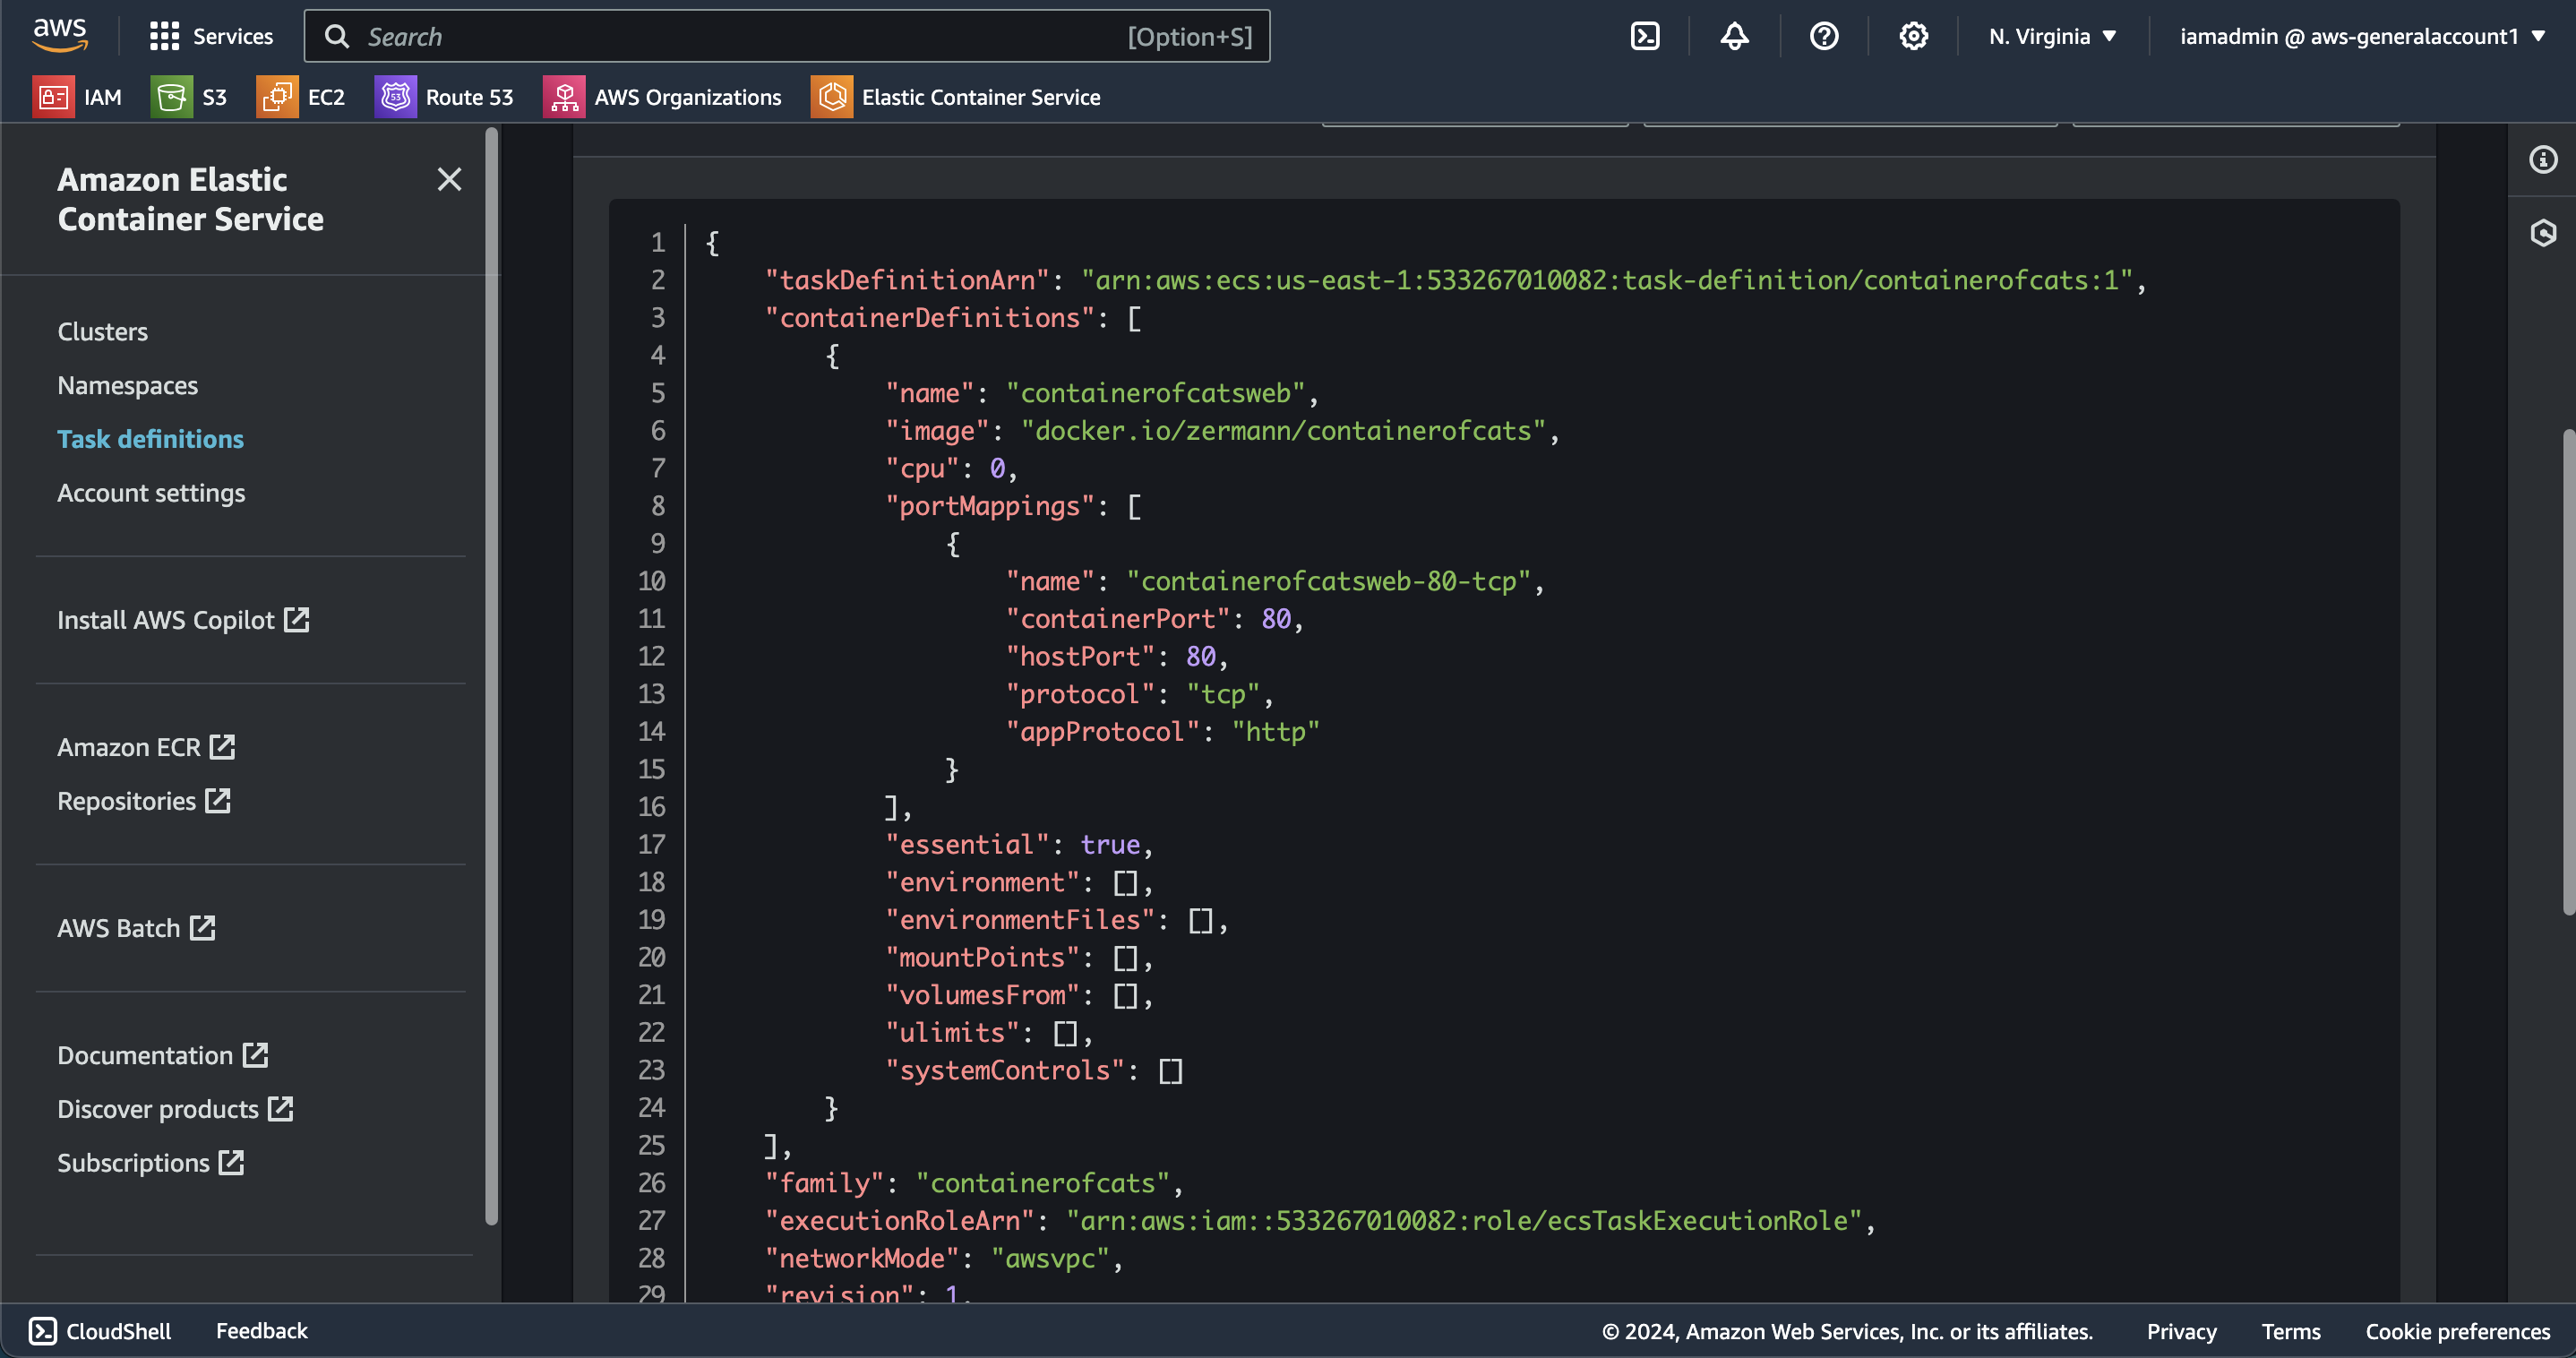 aws
Services
Search
[Option+S]
N. Virginia
iamadmin @ aws-generalaccount1
IAM
S3
EC2
53
Route 53
AWS Organizations
Elastic Container Service
Amazon Elastic
Container Service
Clusters
Namespaces
Task definitions
Account settings
Install AWS Copilot
Amazon ECR
Repositories
AWS Batch
Documentation
Discover products
Subscriptions
1 {
2 "taskDefinitionArn": "arn:aws:ecs:us-east-1:533267010082:task-definition/containerofcats:1",
3 "containerDefinitions": [
4 {
5 "name": "containerofcatsweb",
6 "image": "docker.io/zermann/containerofcats",
7 "cpu": 0,
8 "portMappings": [
9 {
10 "name": "containerofcatsweb-80-tcp",
11 "containerPort": 80,
12 "hostPort": 80,
13 "protocol": "tcp",
14 "appProtocol": "http"
15 }
16 ],
17 "essential": true,
18 "environment": [],
19 "environmentFiles": [],
20 "mountPoints": [],
21 "volumesFrom": [],
22 "ulimits": [],
23 "systemControls": []
24 }
25 ],
26 "family": "containerofcats",
27 "executionRoleArn": "arn:aws:iam::533267010082:role/ecsTaskExecutionRole",
28 "networkMode": "awsvpc",
29 "revision": 1,
CloudShell
Feedback
© 2024, Amazon Web Services, Inc. or its affiliates.
Privacy
Terms
Cookie preferences